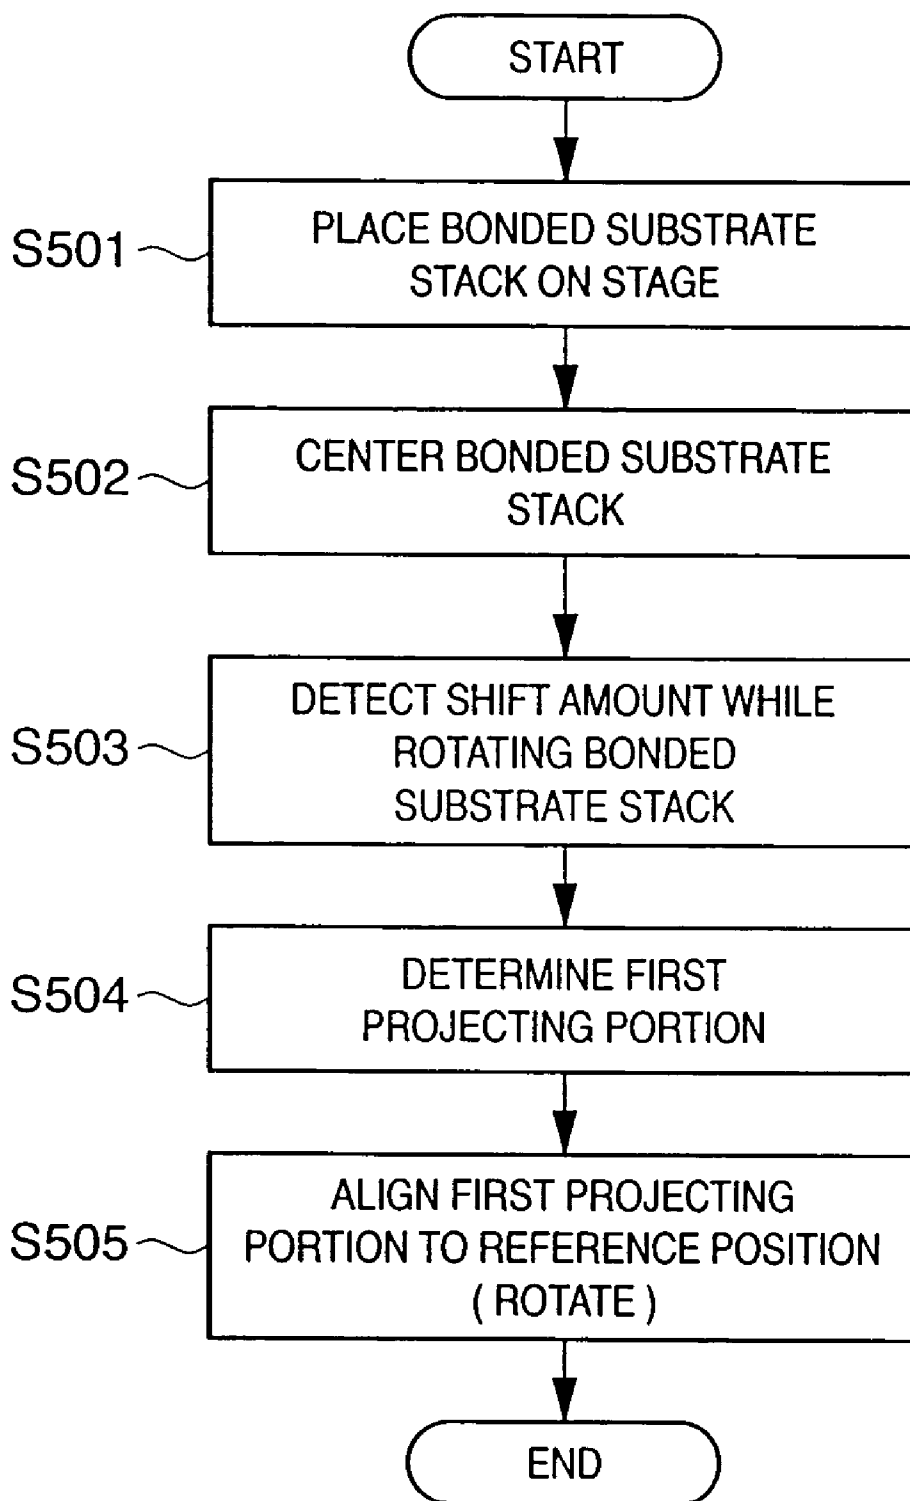 START
S501
PLACE BONDED SUBSTRATE
STACK ON STAGE
S502
CENTER BONDED SUBSTRATE
STACK
S503
DETECT SHIFT AMOUNT WHILE
ROTATING BONDED
SUBSTRATE STACK
S504
DETERMINE FIRST
PROJECTING PORTION
S505
ALIGN FIRST PROJECTING
PORTION TO REFERENCE POSITION
( ROTATE )
END